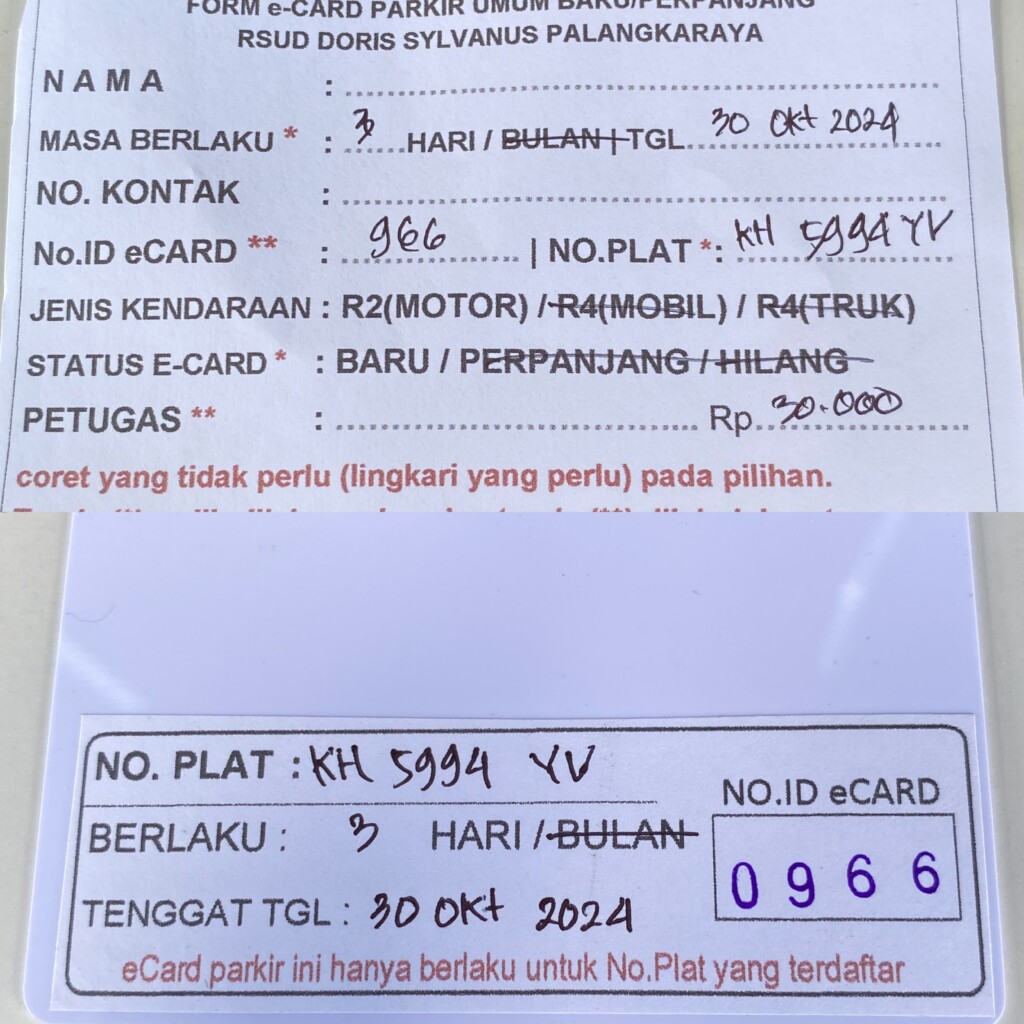 FORM e-CARD PARKIR UMUM BARU/PERPANJANG
RSUD DORIS SYLVANUS PALANGKARAYA
NAMA : ....................
MASA BERLAKU * : 3 HARI / BULAN | TGL 30 Okt 2024
NO. KONTAK : ....................
No.ID eCARD ** : 966 | NO.PLAT *: KH 5994 YV
JENIS KENDARAAN : R2(MOTOR) / R4(MOBIL) / R4(TRUK)
STATUS E-CARD * : BARU / PERPANJANG / HILANG
PETUGAS ** : .................... Rp. 30.000
coret yang tidak perlu (lingkari yang perlu) pada pilihan.
NO. PLAT : KH 5994 YV
NO.ID eCARD
BERLAKU : 3 HARI / BULAN
0966
TENGGAT TGL : 30 Okt 2024
eCard parkir ini hanya berlaku untuk No.Plat yang terdaftar